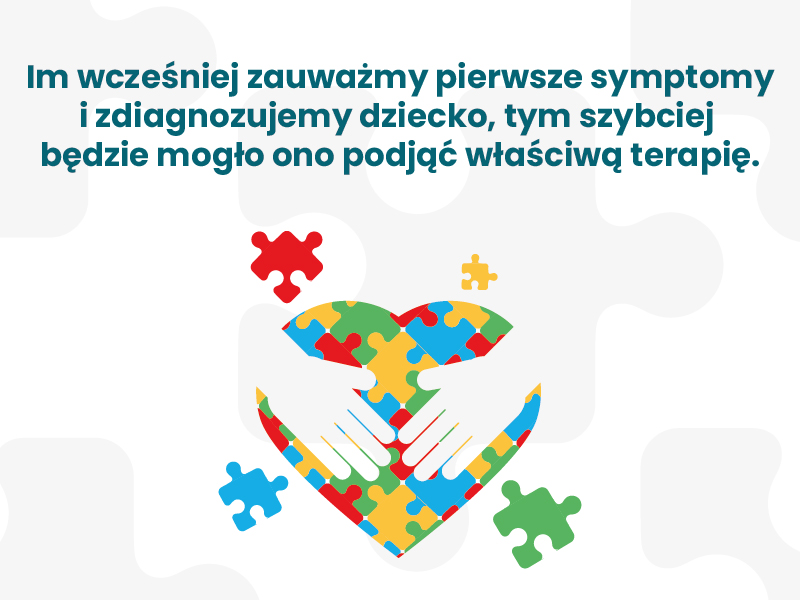 Im wcześniej zauważmy pierwsze symptomy
i zdiagnozujemy dziecko, tym szybciej
będzie mogło ono podjąć właściwą terapię.